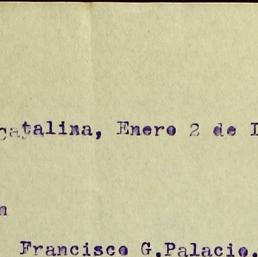 catalina, Enero 2 de
Francisco G.Palacio.